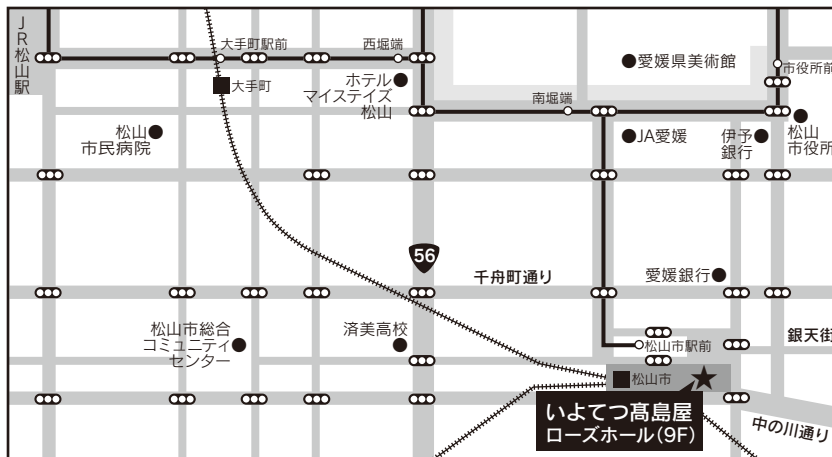 JR松山駅
大手町駅前
西堀端
大手町
ホテル
マイステイズ
松山
愛媛県美術館
市役所前
南堀端
松山
市民病院
JA愛媛
伊予
銀行
松山
市役所
56
千舟町通り
愛媛銀行
松山市総合
コミュニティ
センター
済美高校
松山市駅前
銀天街
松山市
いよてつ髙島屋
ローズホール(9F)
中の川通り